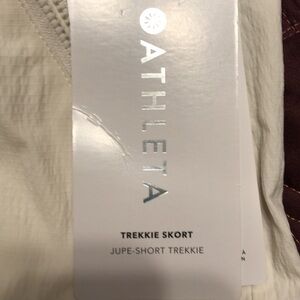 ATHLETA
TREKKIE SKORT
JUPE-SHORT TREKKIE
À
N